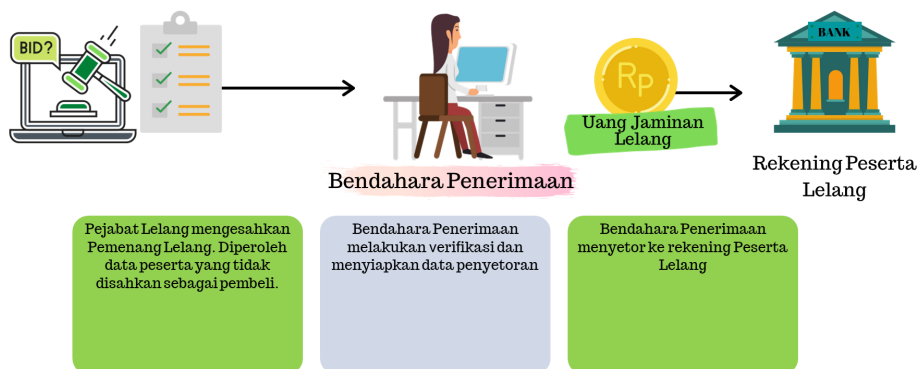 BID?
Rp
BANK
Uang Jaminan
Lelang
Bendahara Penerimaan
Rekening Peserta
Lelang
Pejabat Lelang mengesahkan
Pemenang Lelang. Diperoleh
data peserta yang tidak
disahkan sebagai pembeli.
Bendahara Penerimaan
melakukan verifikasi dan
menyiapkan data penyetoran
Bendahara Penerimaan
menyetor ke rekening Peserta
Lelang